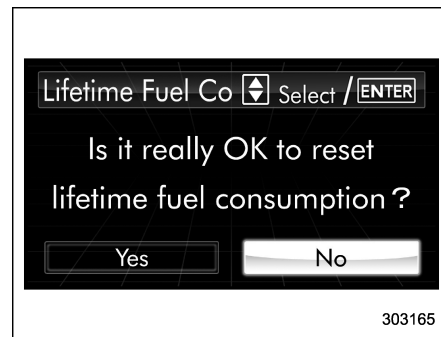 Lifetime Fuel Co Select / ENTER
Is it really OK to reset
lifetime fuel consumption ?
Yes No
303165